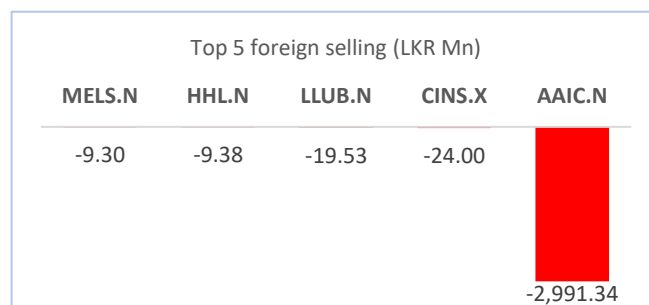 Top 5 foreign selling (LKR Mn)
MELS.N HHL.N LLUB.N CINS.X AAIC.N
-9.30 -9.38 -19.53 -24.00
-2,991.34